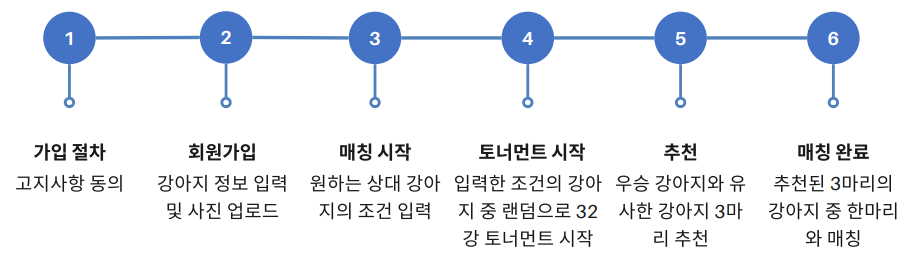 1
2
3
4
5
6
가입 절차
고지사항 동의
회원가입
강아지 정보 입력
및 사진 업로드
매칭 시작
원하는 상대 강아
지의 조건 입력
토너먼트 시작
입력한 조건의 강아
지 중 랜덤으로 32
강 토너먼트 시작
추천
우승 강아지와 유
사한 강아지 3마
리 추천
매칭 완료
추천된 3마리의
강아지 중 한마리
와 매칭